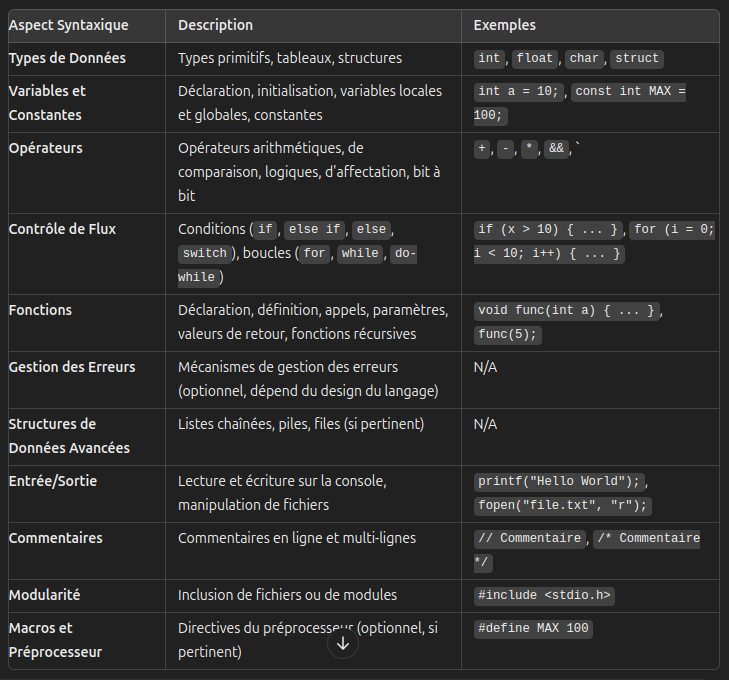 Aspect Syntaxique Description Exemples
Types de Données Types primitifs, tableaux, structures int, float, char, struct
Variables et Déclaration, initialisation, variables locales int a = 10;, const int MAX =
Constantes et globales, constantes 100;
Opérateurs Opérateurs arithmétiques, de +, -, *, &&, `
comparaison, logiques, d'affectation, bit à
bit
Contrôle de Flux Conditions (if, else if, else, if (x > 10) { ... }, for (i = 0;
switch), boucles (for, while, do- i < 10; i++) { ... }
while)
Fonctions Déclaration, définition, appels, paramètres, void func(int a) { ... },
valeurs de retour, fonctions récursives func(5);
Gestion des Erreurs Mécanismes de gestion des erreurs N/A
(optionnel, dépend du design du langage)
Structures de Listes chaînées, piles, files (si pertinent) N/A
Données Avancées
Entrée/Sortie Lecture et écriture sur la console, printf("Hello World");,
manipulation de fichiers fopen("file.txt", "r");
Commentaires Commentaires en ligne et multi-lignes // Commentaire, /* Commentaire
*/
Modularité Inclusion de fichiers ou de modules #include <stdio.h>
Macros et Directives du préprocesseur (optionnel, si #define MAX 100
Préprocesseur pertinent)